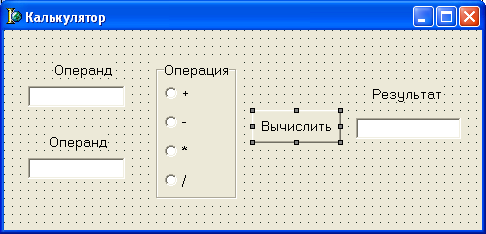 Калькулятор
Операнд
Операнд
Операция
+
-
*
/
Вычислить
Результат